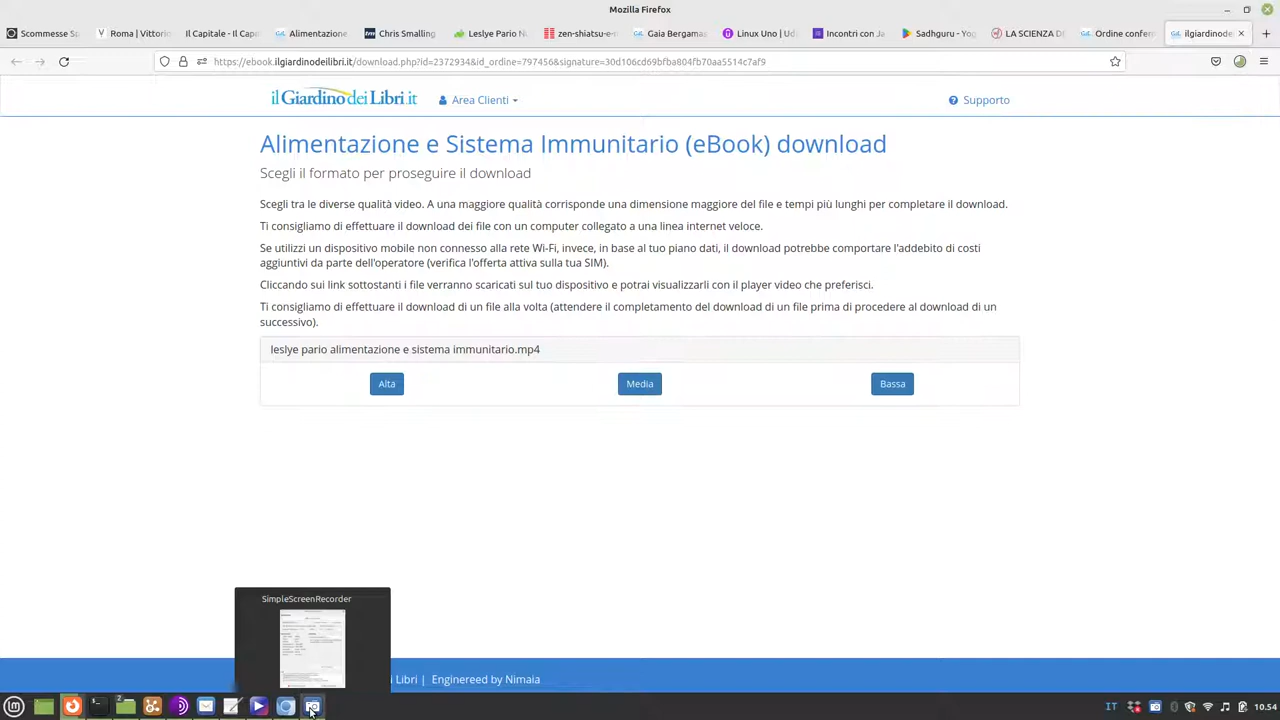 Mozilla Firefox
Scommesse Sp
Roma | Vittorio
Il Capitale - Il Capi
Alimentazione
Chris Smalling
Leslye Pario Nu
zen-shiatsu-e-n
Gaia Bergamas
Linux Uno | Ud
Incontri con Ja
Sadhguru - Yog
LA SCIENZA D
Ordine conferm
ilgiardinodei
https://ebook.ilgiardinodeilibri.it/download.php?id=2372934&id_ordine=797456&signature=30d106cd69bfba804fb70aa5514c7af9
il Giardino dei Libri.it
Area Clienti
Supporto
Alimentazione e Sistema Immunitario (eBook) download
Scegli il formato per proseguire il download
Scegli tra le diverse qualità video. A una maggiore qualità corrisponde una dimensione maggiore del file e tempi più lunghi per completare il download.
Ti consigliamo di effettuare il download dei file con un computer collegato a una linea internet veloce.
Se utilizzi un dispositivo mobile non connesso alla rete Wi-Fi, invece, in base al tuo piano dati, il download potrebbe comportare l'addebito di costi
aggiuntivi da parte dell'operatore (verifica l'offerta attiva sulla tua SIM).
Cliccando sui link sottostanti i file verranno scaricati sul tuo dispositivo e potrai visualizzarli con il player video che preferisci.
Ti consigliamo di effettuare il download di un file alla volta (attendere il completamento del download di un file prima di procedere al download di un
successivo).
leslye pario alimentazione e sistema immunitario.mp4
Alta
Media
Bassa
SimpleScreenRecorder
i Libri | Enginereed by Nimaia
2
IT
10.54